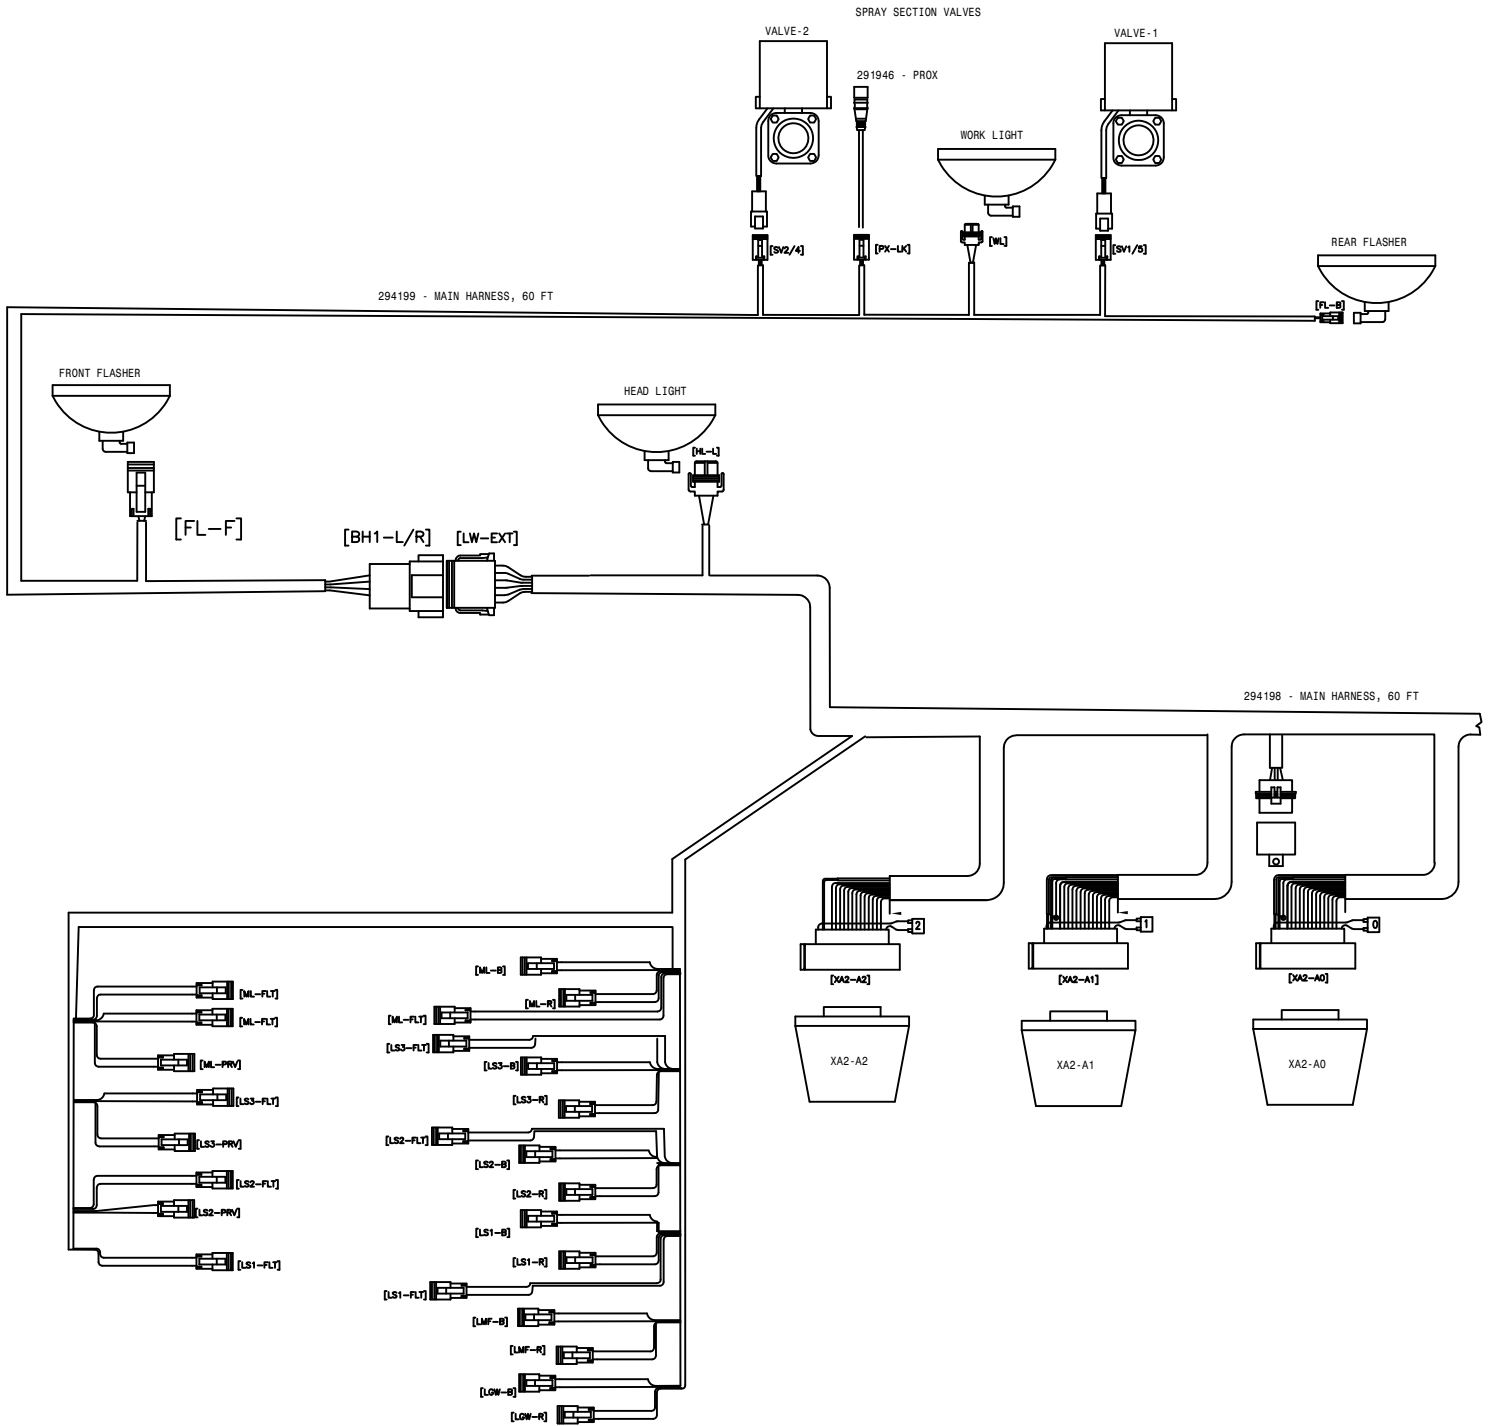 SPRAY SECTION VALVES
VALVE-2
VALVE-1
291946 - PROX
WORK LIGHT
[SV2/4]
[PX-LK]
[WL]
[SV1/5]
REAR FLASHER
294199 - MAIN HARNESS, 60 FT
[FL-B]
FRONT FLASHER
HEAD LIGHT
[HL-L]
[FL-F]
[BH1-L/R]
[LW-EXT]
294198 - MAIN HARNESS, 60 FT
2
1
0
[XA2-A2]
[XA2-A1]
[XA2-A0]
XA2-A2
XA2-A1
XA2-A0
[ML-FLT]
[ML-FLT]
[ML-PRV]
[LS3-FLT]
[LS3-PRV]
[LS2-FLT]
[LS2-PRV]
[LS1-FLT]
[ML-B]
[ML-R]
[ML-FLT]
[LS3-FLT]
[LS3-B]
[LS3-R]
[LS2-FLT]
[LS2-B]
[LS2-R]
[LS1-B]
[LS1-R]
[LS1-FLT]
[LMF-B]
[LMF-R]
[LGW-B]
[LGW-R]